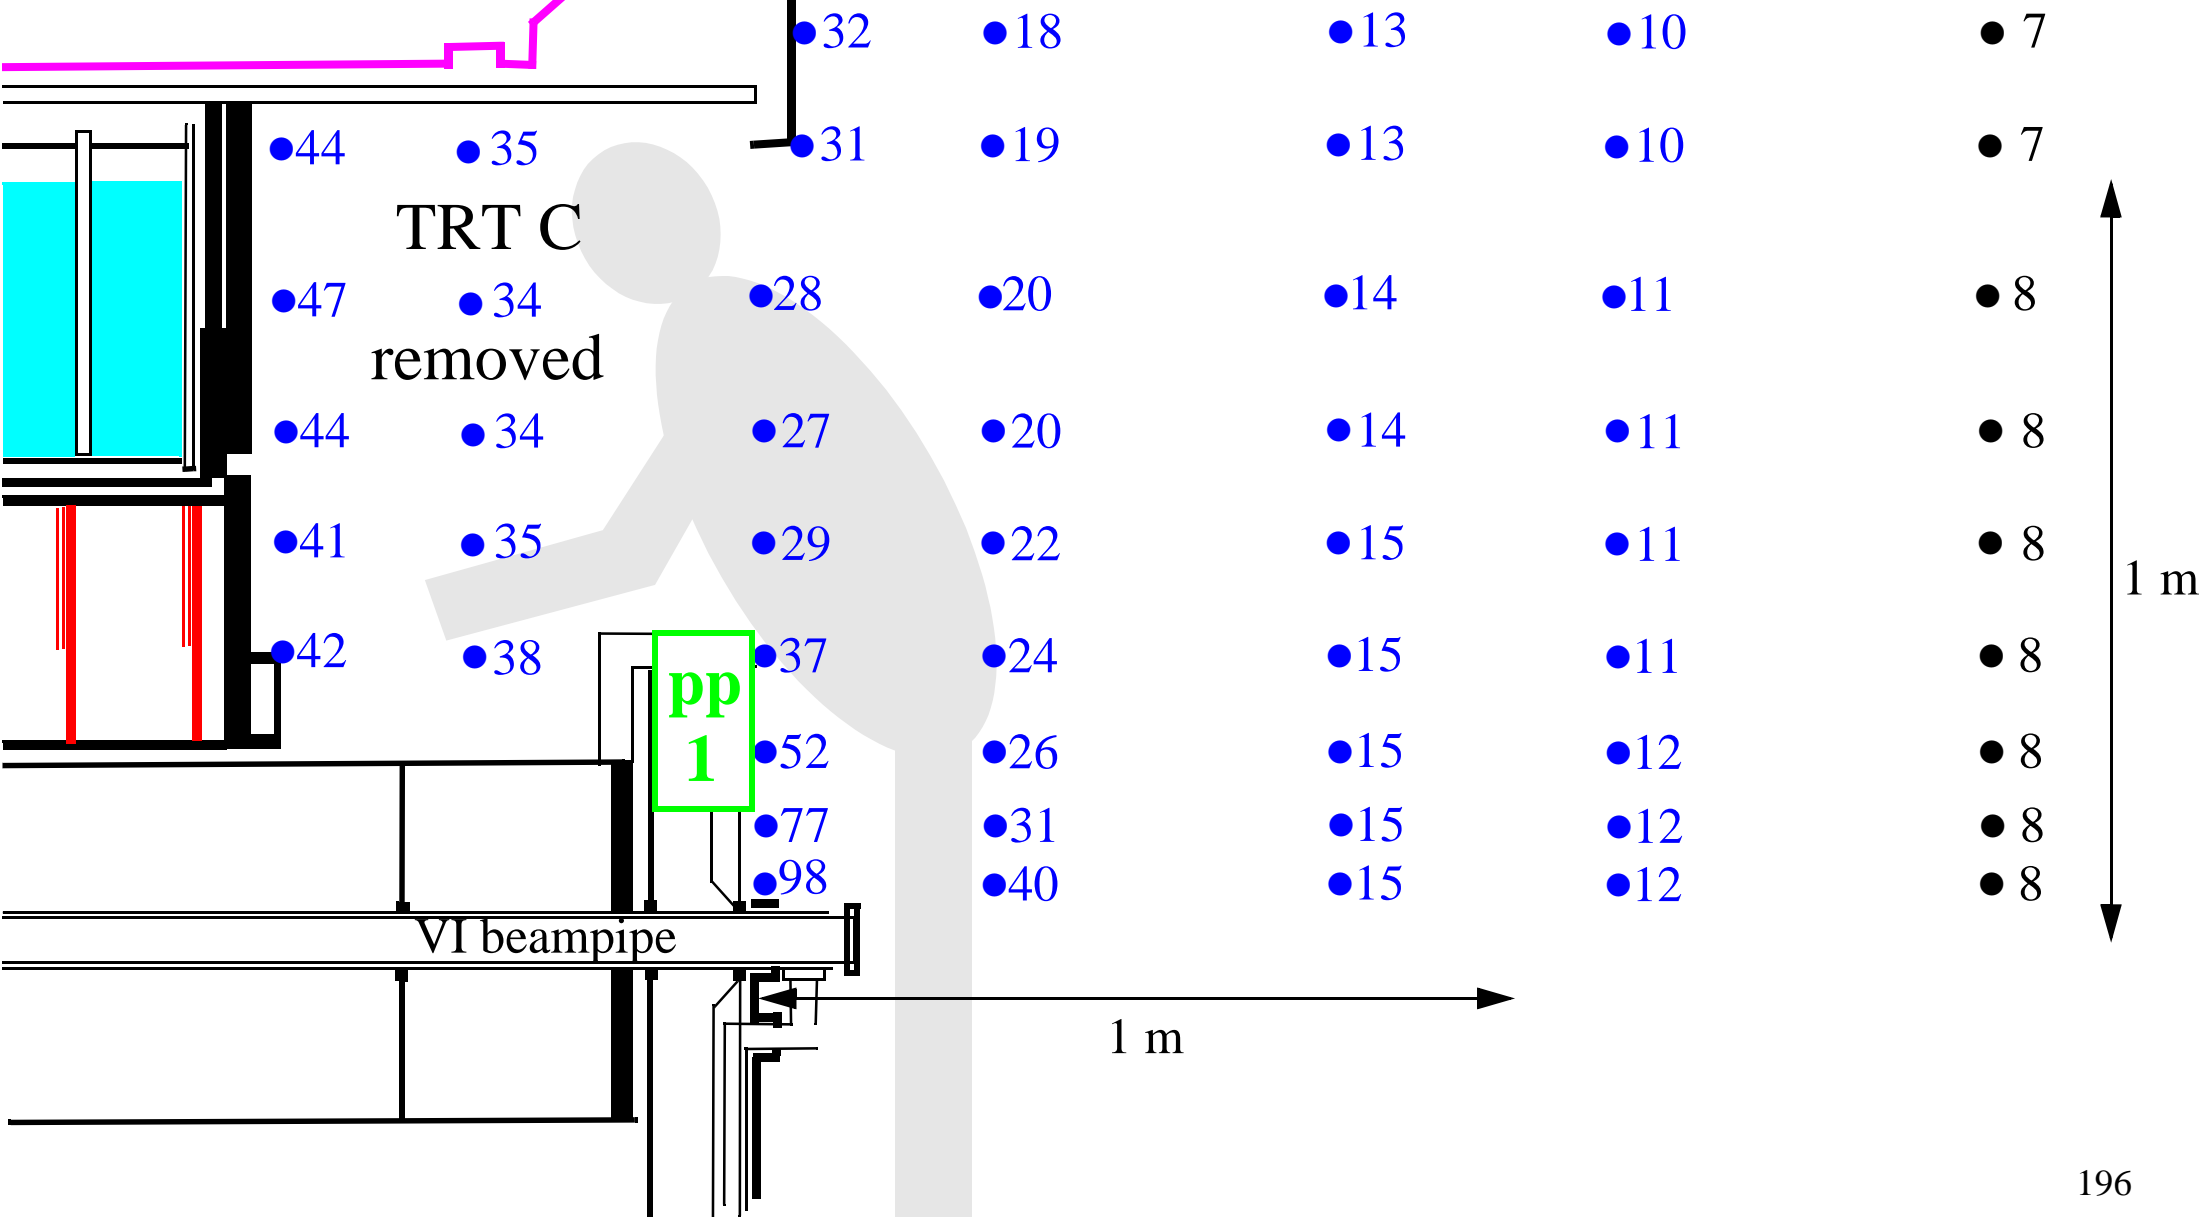 32 18 13 10 7
44 35 31 19 13 10 7
TRT C
47 34 28 20 14 11 8
removed
44 34 27 20 14 11 8
41 35 29 22 15 11 8
1 m
42 38 37 24 15 11 8
pp
1
52 26 15 12 8
77 31 15 12 8
98 40 15 12 8
VI beampipe
1 m
196